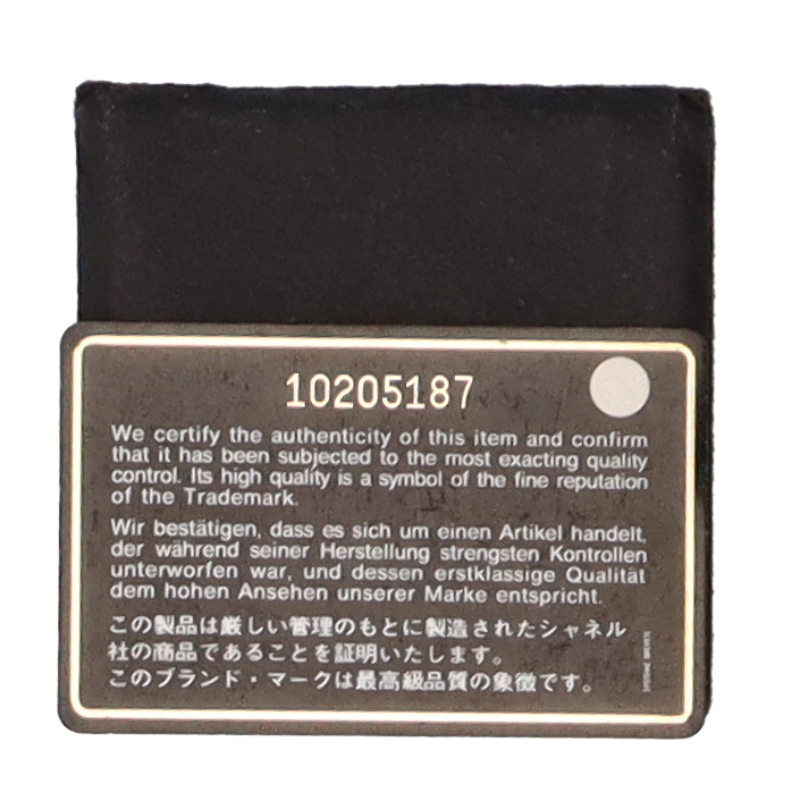 10205187
We certify the authenticity of this item and confirm
that it has been subjected to the most exacting quality
control. Its high quality is a symbol of the fine reputation
of the Trademark.
Wir bestätigen, dass es sich um einen Artikel handelt,
der während seiner Herstellung strengsten Kontrollen
unterworfen war, und dessen erstklassige Qualität
dem hohen Ansehen unserer Marke entspricht.
この製品は厳しい管理のもとに製造されたシャネル
社の商品であることを証明いたします。
このブランド・マークは最高級品質の象徴です。